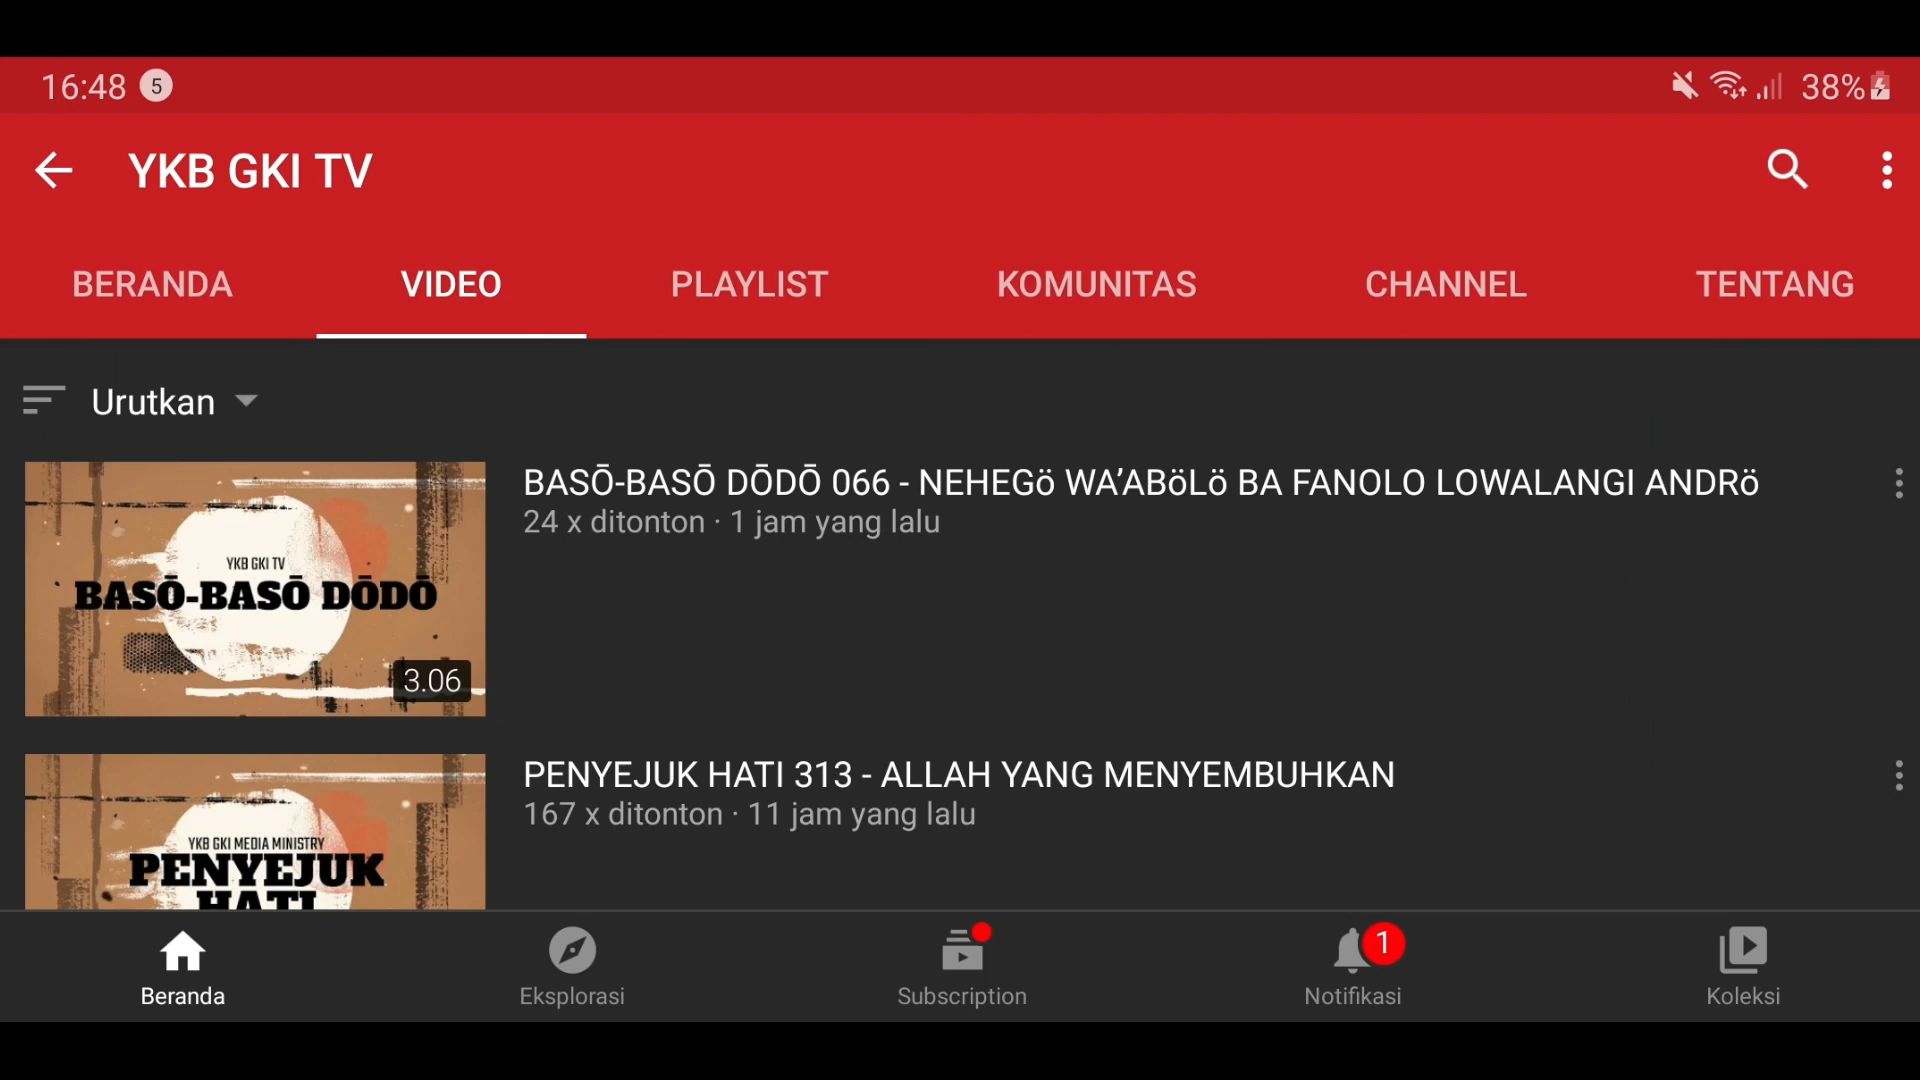 16:48 5 38%
YKB GKI TV
BERANDA VIDEO PLAYLIST KOMUNITAS CHANNEL TENTANG
Urutkan
BASŌ-BASŌ DŌDŌ 066 - NEHEGö WA’ABöLö BA FANOLO LOWALANGI ANDRö
24 x ditonton · 1 jam yang lalu
YKB GKI TV
BASŌ-BASŌ DŌDŌ
3.06
PENYEJUK HATI 313 - ALLAH YANG MENYEMBUHKAN
167 x ditonton · 11 jam yang lalu
YKB GKI MEDIA MINISTRY
PENYEJUK
HATI
1
Beranda Eksplorasi Subscription Notifikasi Koleksi